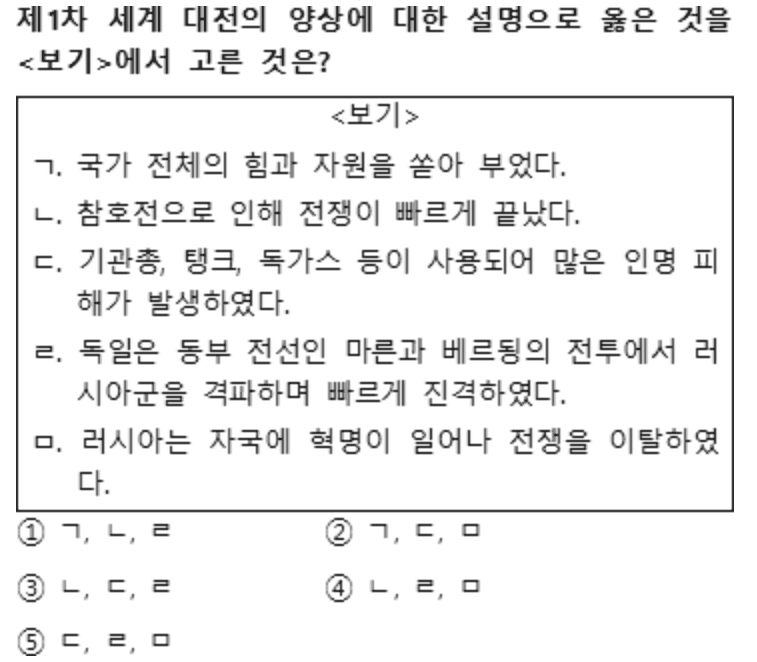 제1차 세계 대전의 양상에 대한 설명으로 옳은 것을
<보기>에서 고른 것은?
<보기>
ㄱ. 국가 전체의 힘과 자원을 쏟아 부었다.
ㄴ. 참호전으로 인해 전쟁이 빠르게 끝났다.
ㄷ. 기관총, 탱크, 독가스 등이 사용되어 많은 인명 피
해가 발생하였다.
ㄹ. 독일은 동부 전선인 마른과 베르됭의 전투에서 러
시아군을 격파하며 빠르게 진격하였다.
ㅁ. 러시아는 자국에 혁명이 일어나 전쟁을 이탈하였
다.
① ㄱ, ㄴ, ㄹ ② ㄱ, ㄷ, ㅁ
③ ㄴ, ㄷ, ㄹ ④ ㄴ, ㄹ, ㅁ
⑤ ㄷ, ㄹ, ㅁ